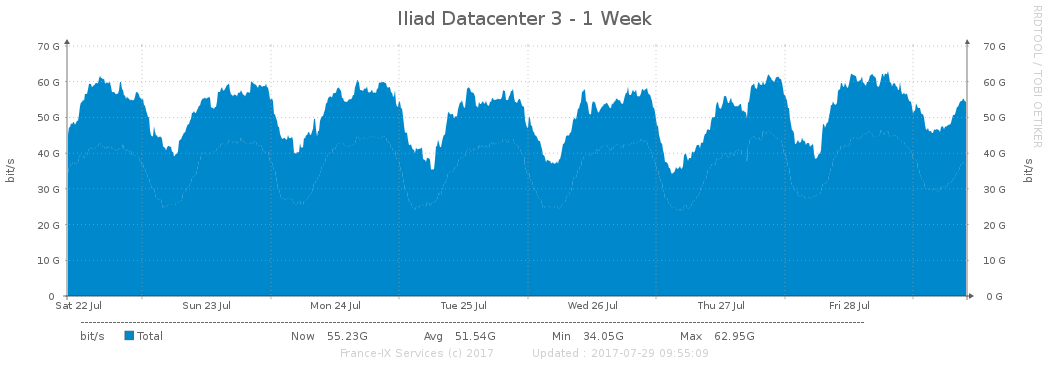 Iliad Datacenter 3 - 1 Week
RRDTOOL / TOBI OETIKER
70 G 70 G
60 G 60 G
50 G 50 G
40 G 40 G
bit/s bit/s
30 G 30 G
20 G 20 G
10 G 10 G
0 0 G
Sat 22 Jul Sun 23 Jul Mon 24 Jul Tue 25 Jul Wed 26 Jul Thu 27 Jul Fri 28 Jul
bit/s Total Now 55.23G Avg 51.54G Min 34.05G Max 62.95G
France-IX Services (c) 2017 Updated : 2017-07-29 09:55:09